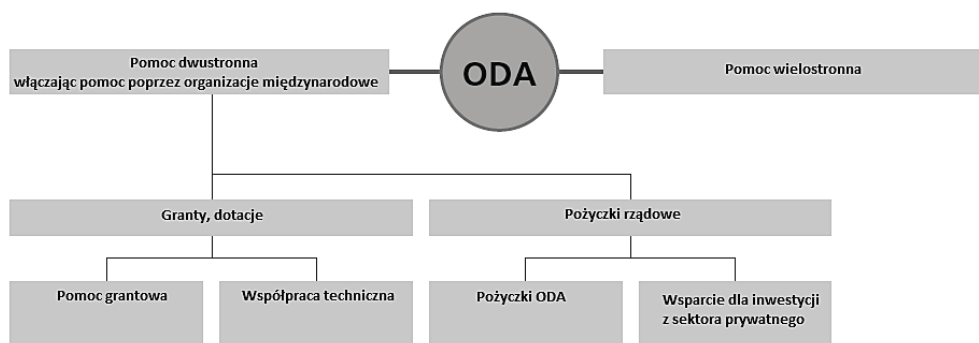 Pomoc dwustronna
włączając pomoc poprzez organizacje międzynarodowe
ODA
Pomoc wielostronna
Granty, dotacje
Pożyczki rządowe
Pomoc grantowa
Współpraca techniczna
Pożyczki ODA
Wsparcie dla inwestycji
z sektora prywatnego